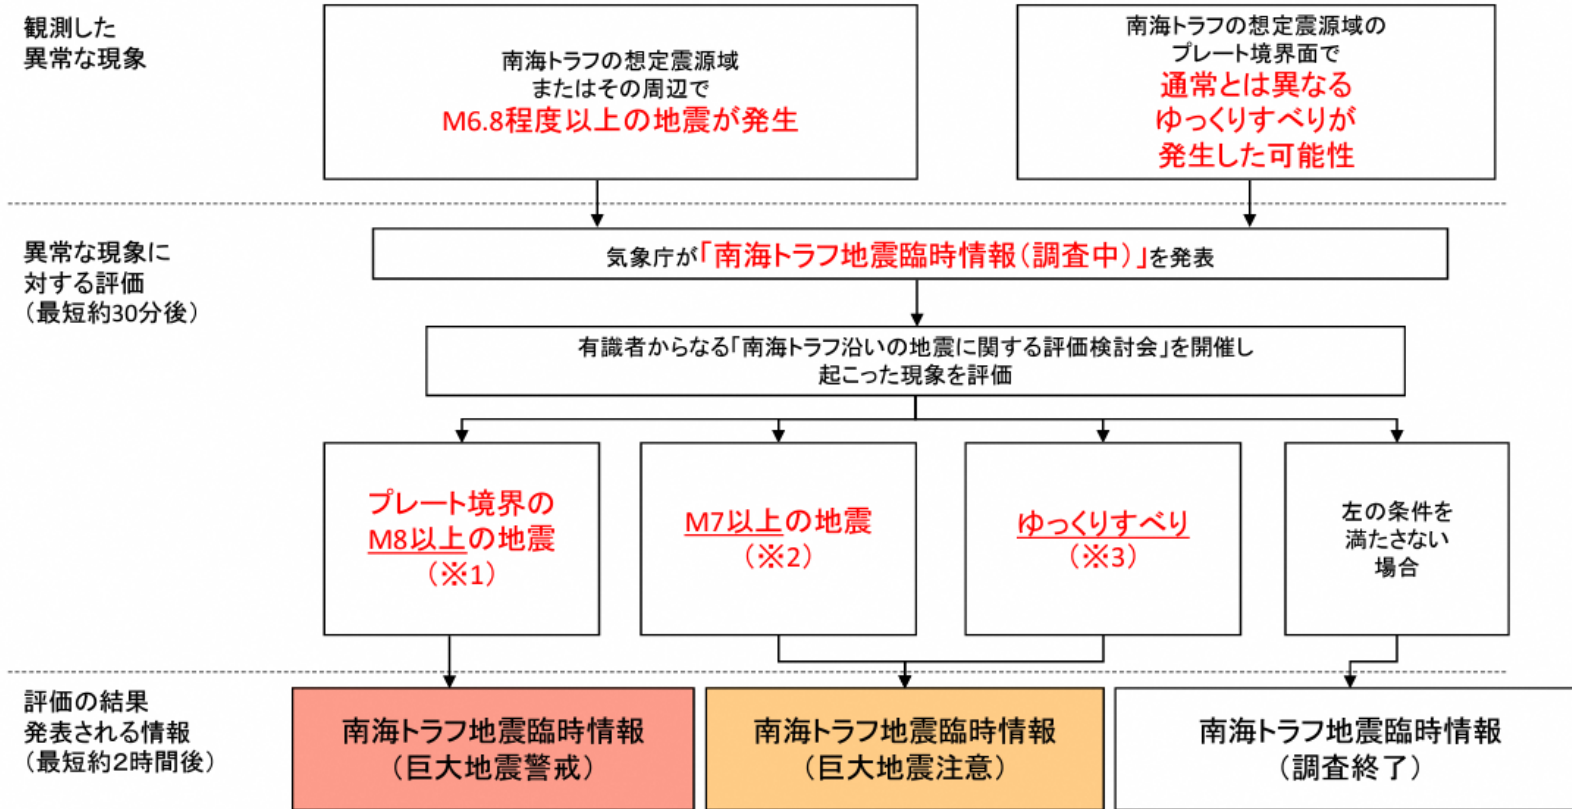 観測した
異常な現象
南海トラフの想定震源域
またはその周辺で
M6.8程度以上の地震が発生
南海トラフの想定震源域の
プレート境界面で
通常とは異なる
ゆっくりすべりが
発生した可能性
異常な現象に
対する評価
（最短約30分後）
気象庁が「南海トラフ地震臨時情報（調査中）」を発表
有識者からなる「南海トラフ沿いの地震に関する評価検討会」を開催し
起こった現象を評価
プレート境界の
M8以上の地震
（※1）
M7以上の地震
（※2）
ゆっくりすべり
（※3）
左の条件を
満たさない
場合
評価の結果
発表される情報
（最短約2時間後）
南海トラフ地震臨時情報
（巨大地震警戒）
南海トラフ地震臨時情報
（巨大地震注意）
南海トラフ地震臨時情報
（調査終了）